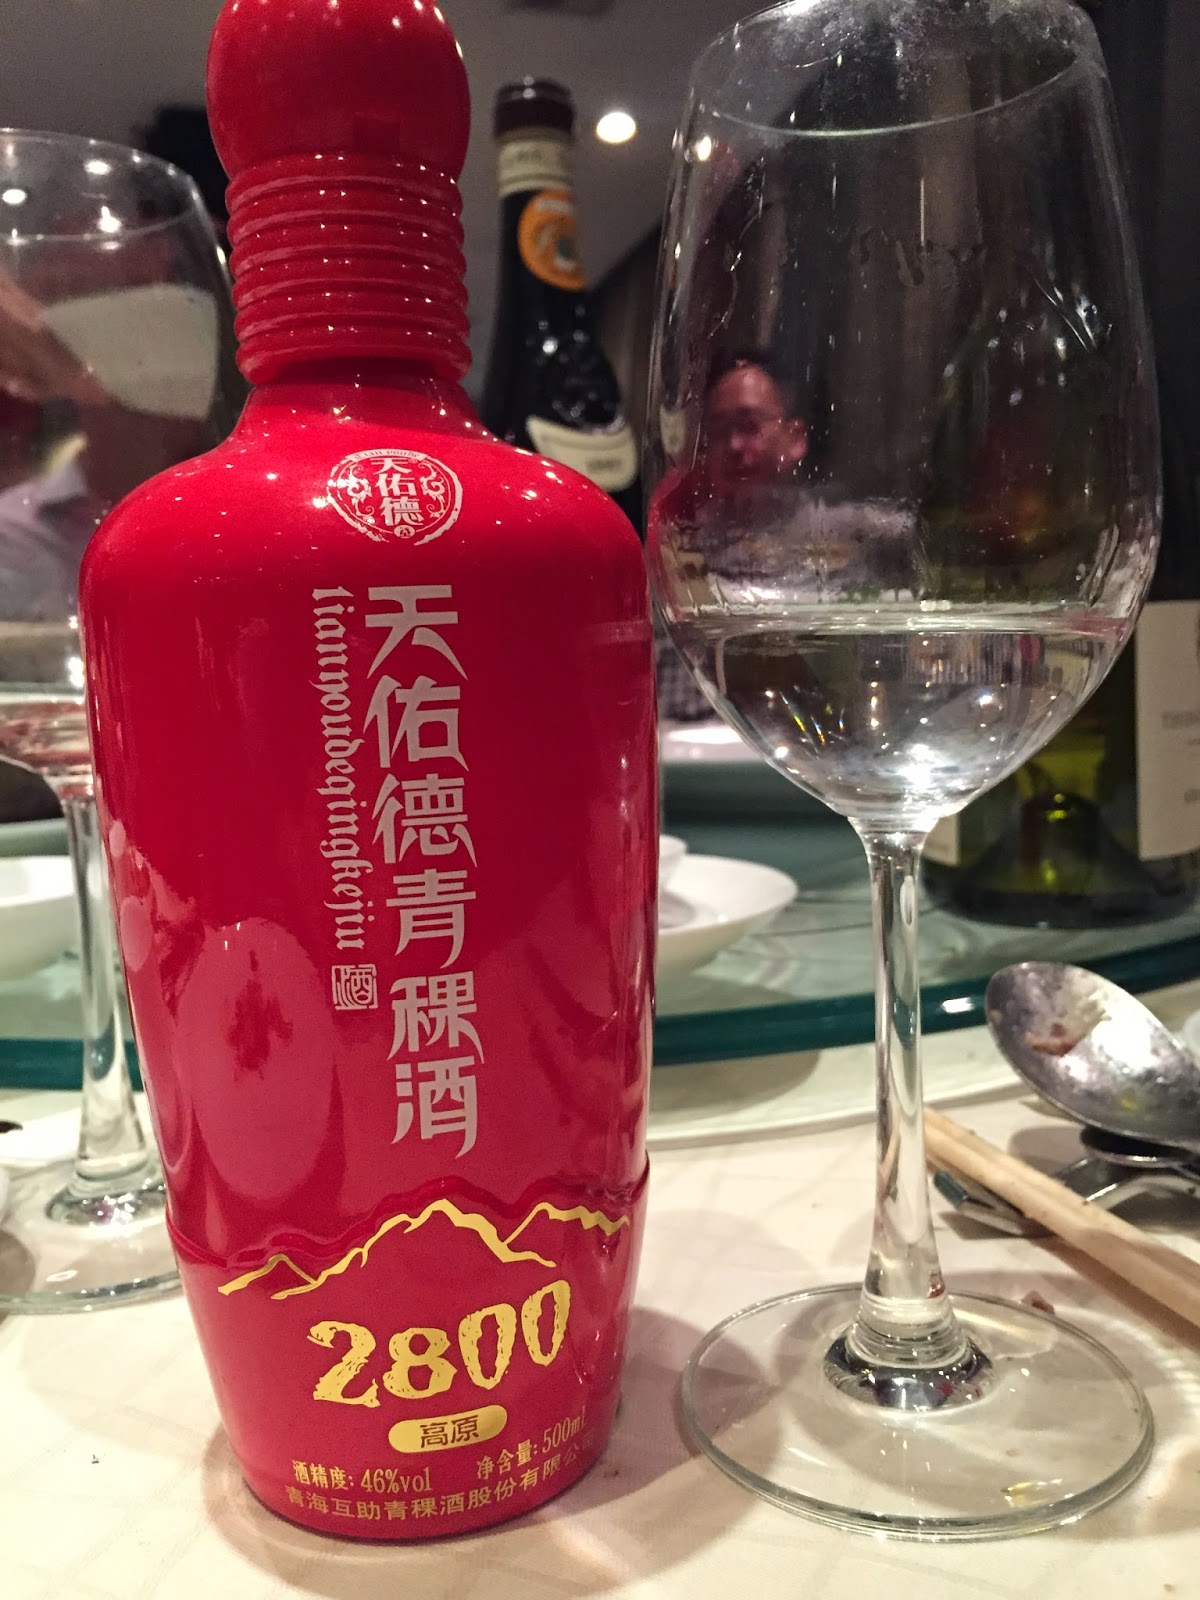 天佑德
天佑德青稞酒
tianyoudeqingkejiu
酒
2800
高原
酒精度: 46%vol
净含量: 500ml
青海互助青稞酒股份有限公